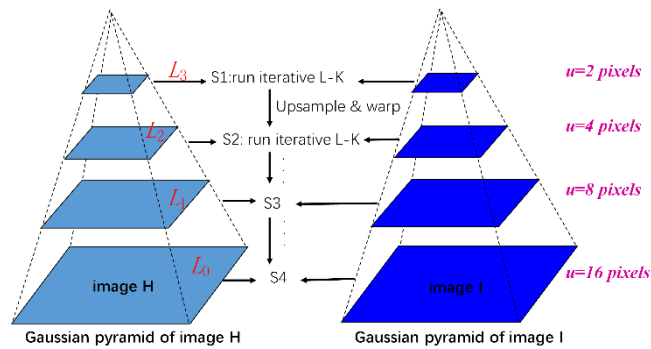 L3
S1:run iterative L-K
u=2 pixels
Upsample & warp
L2
S2: run iterative L-K
u=4 pixels
L1
S3
u=8 pixels
L0
image H
S4
image I
u=16 pixels
Gaussian pyramid of image H
Gaussian pyramid of image I